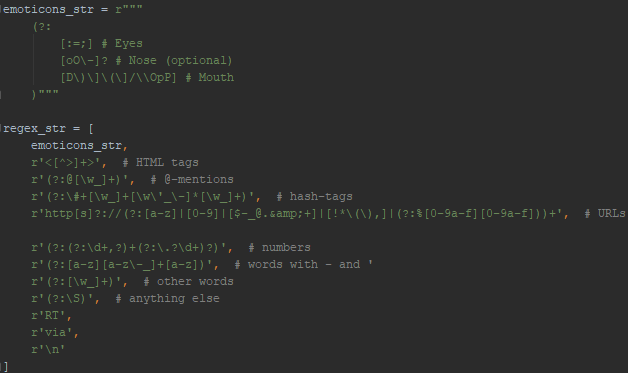 emoticons_str = r"""
    (?:
        [:=;] # Eyes
        [oO\-]? # Nose (optional)
        [D\)\]\(\]/\\OpP] # Mouth
    )"""

regex_str = [
    emoticons_str,
    r'<[^>]+>',  # HTML tags
    r'(?:@[\w_]+)',  # @-mentions
    r'(?:\#+[\w_]+[\w\'_\-]*[\w_]+)',  # hash-tags
    r'http[s]?://(?:[a-z]|[0-9]|[$-_@.&amp;+]|[!*\(\),]|(?:%[0-9a-f][0-9a-f]))+',  # URLs

    r'(?:(?:\d+,?)+(?:\.?\d+)?)',  # numbers
    r'(?:[a-z][a-z\-_]+[a-z])',  # words with - and '
    r'(?:[\w_]+)',  # other words
    r'(?:\S)',  # anything else
    r'RT',
    r'via',
    r'\n'
]